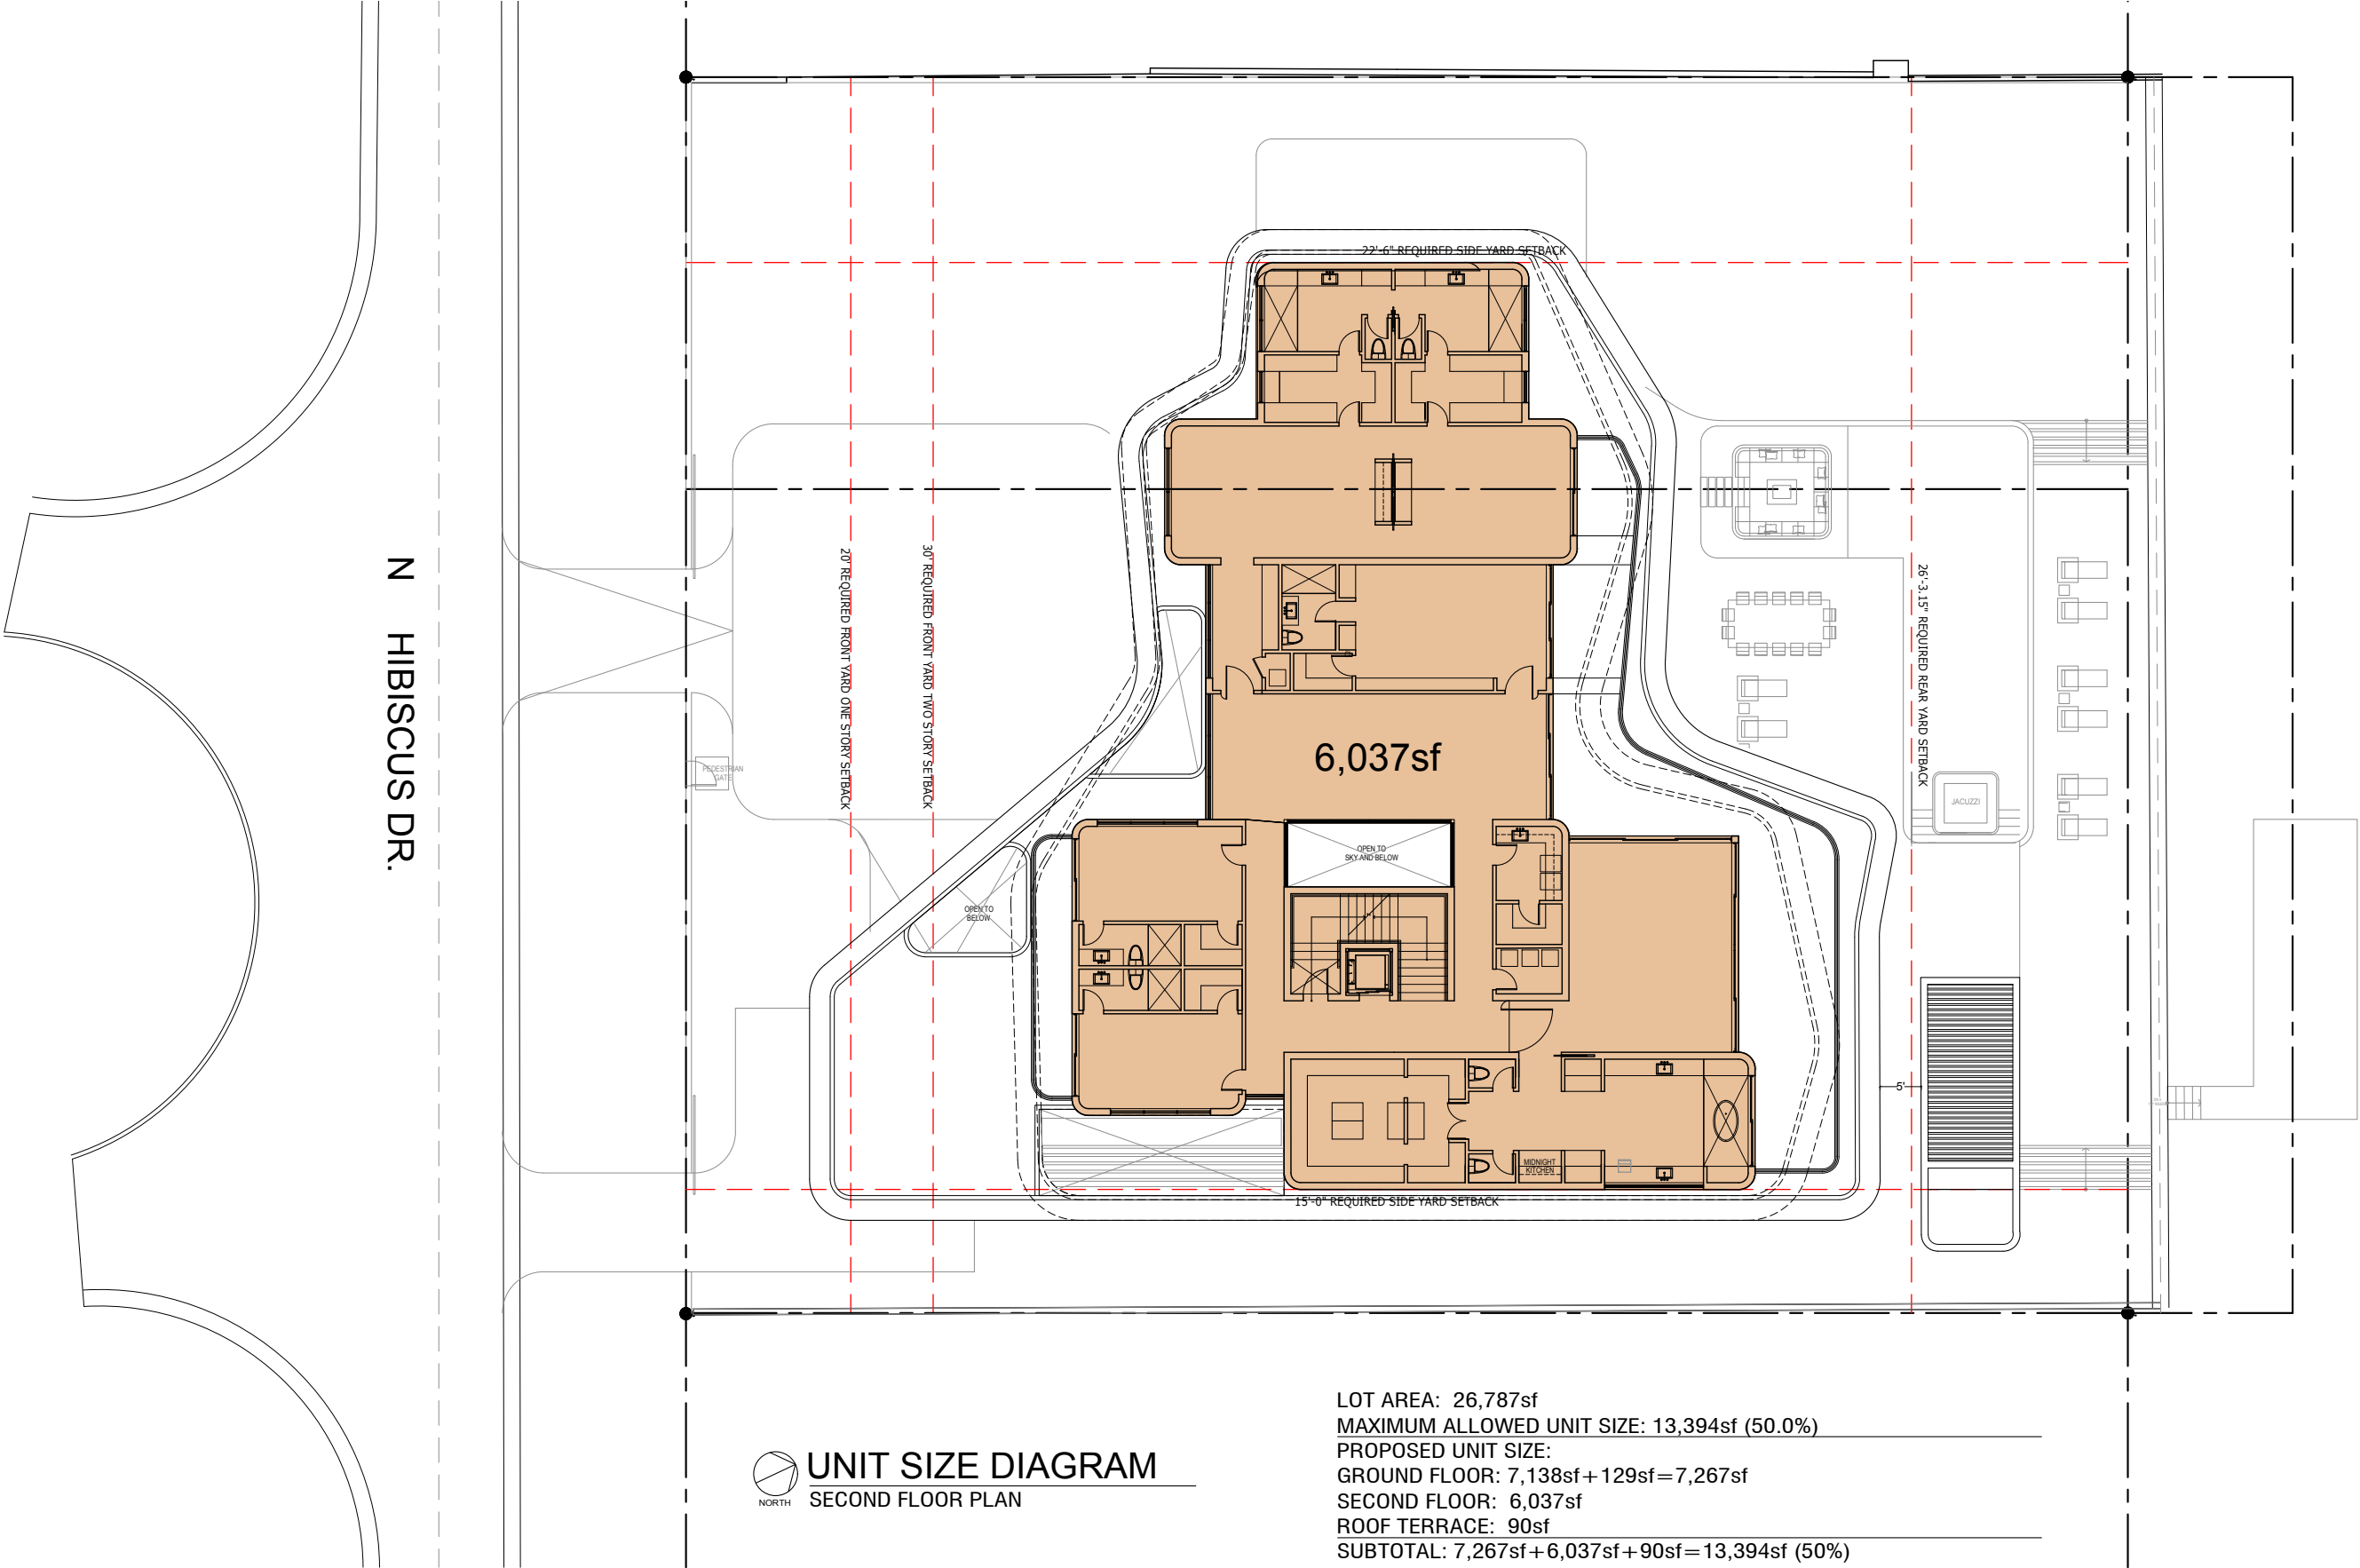 22'-6" REQUIRED SIDE YARD SETBACK
N HIBISCUS DR.
20' REQUIRED FRONT YARD ONE STORY SETBACK
30' REQUIRED FRONT YARD TWO STORY SETBACK
26'-3.15" REQUIRED REAR YARD SETBACK
PEDESTRIAN
GATE
6,037sf
JACUZZI
OPEN TO
SKY AND BELOW
OPEN TO
BELOW
5'
MIDNIGHT
KITCHEN
15'-0" REQUIRED SIDE YARD SETBACK
NORTH
UNIT SIZE DIAGRAM
SECOND FLOOR PLAN
LOT AREA: 26,787sf
MAXIMUM ALLOWED UNIT SIZE: 13,394sf (50.0%)
PROPOSED UNIT SIZE:
GROUND FLOOR: 7,138sf+129sf=7,267sf
SECOND FLOOR: 6,037sf
ROOF TERRACE: 90sf
SUBTOTAL: 7,267sf+6,037sf+90sf=13,394sf (50%)